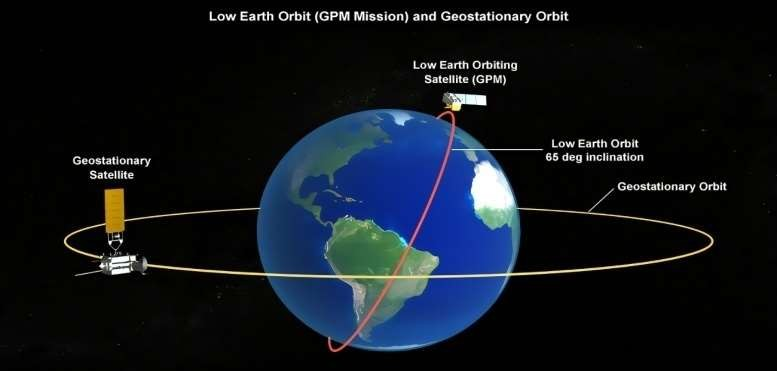 Low Earth Orbit (GPM Mission) and Geostationary Orbit
Low Earth Orbiting
Satellite (GPM)
Low Earth Orbit
65 deg inclination
Geostationary
Satellite
Geostationary Orbit